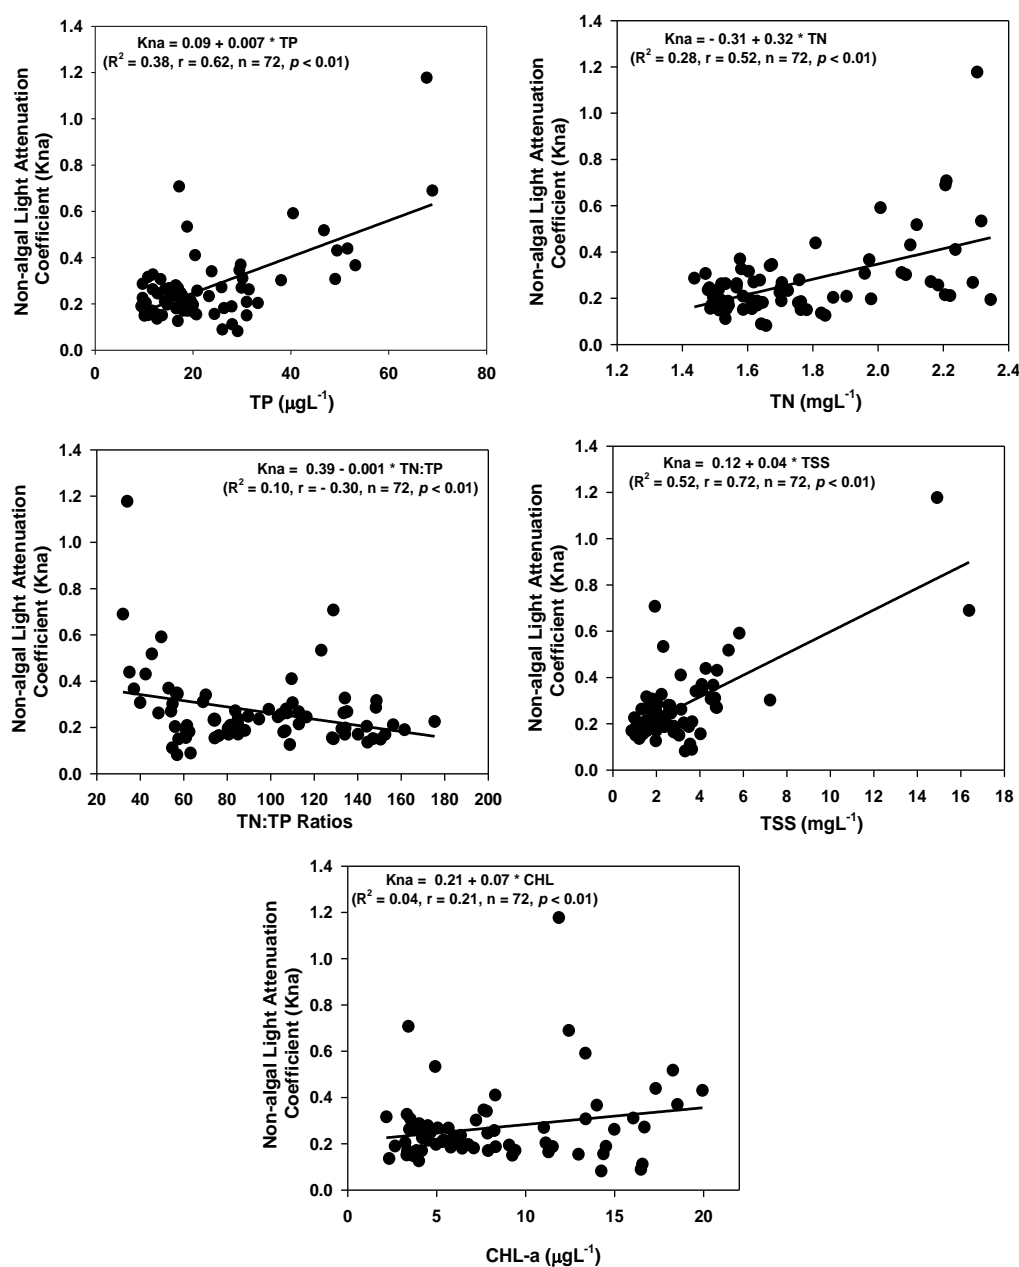 Kna = 0.09 + 0.007 * TP
(R² = 0.38, r = 0.62, n = 72, p < 0.01)
Non-algal Light Attenuation
Coefficient (Kna)
1.4
1.2
1.0
0.8
0.6
0.4
0.2
0.0
0 20 40 60 80
TP (µgL⁻¹)
Kna = - 0.31 + 0.32 * TN
(R² = 0.28, r = 0.52, n = 72, p < 0.01)
Non-algal Light Attenuation
Coefficient (Kna)
1.4
1.2
1.0
0.8
0.6
0.4
0.2
0.0
1.2 1.4 1.6 1.8 2.0 2.2 2.4
TN (mgL⁻¹)
Kna = 0.39 - 0.001 * TN:TP
(R² = 0.10, r = - 0.30, n = 72, p < 0.01)
Non-algal Light Attenuation
Coefficient (Kna)
1.4
1.2
1.0
0.8
0.6
0.4
0.2
0.0
20 40 60 80 100 120 140 160 180 200
TN:TP Ratios
Kna = 0.12 + 0.04 * TSS
(R² = 0.52, r = 0.72, n = 72, p < 0.01)
Non-algal Light Attenuation
Coefficient (Kna)
1.4
1.2
1.0
0.8
0.6
0.4
0.2
0.0
0 2 4 6 8 10 12 14 16 18
TSS (mgL⁻¹)
Kna = 0.21 + 0.07 * CHL
(R² = 0.04, r = 0.21, n = 72, p < 0.01)
Non-algal Light Attenuation
Coefficient (Kna)
1.4
1.2
1.0
0.8
0.6
0.4
0.2
0.0
0 5 10 15 20
CHL-a (µgL⁻¹)